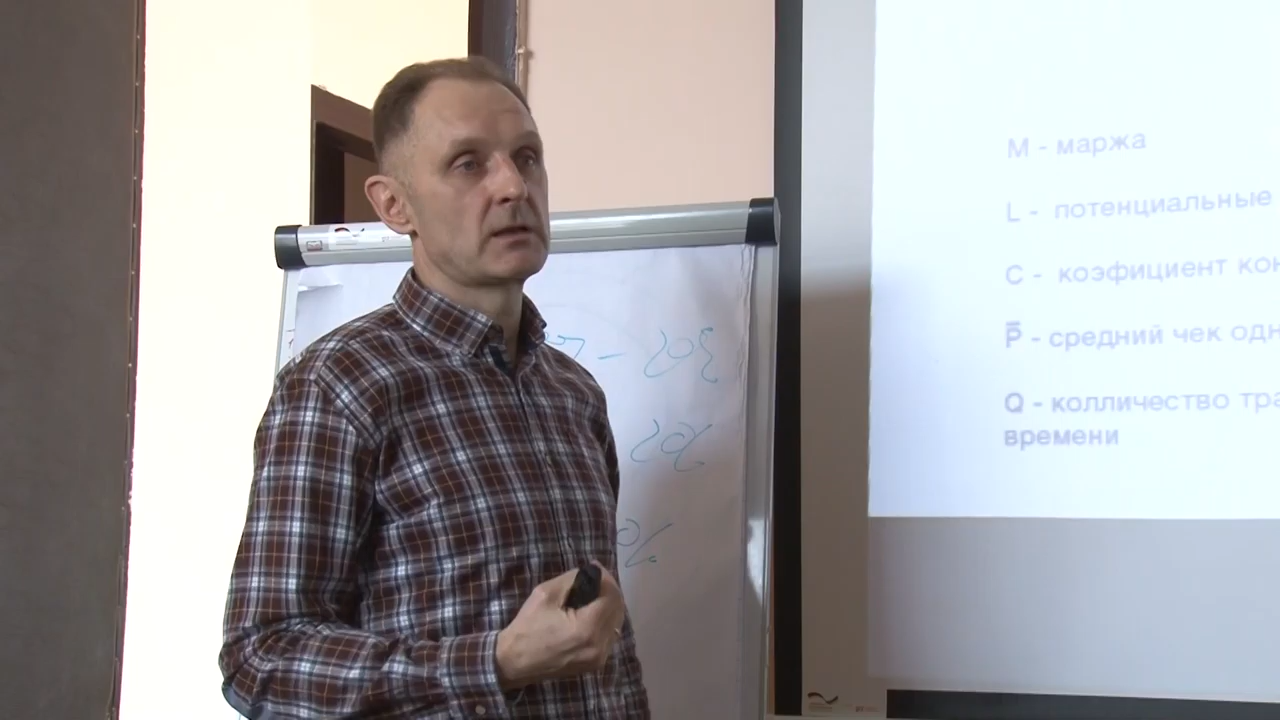 М - маржа
L - потенциальные
С - коэфициент кон
P̅ - средний чек одн
Q - колличество тра
времени